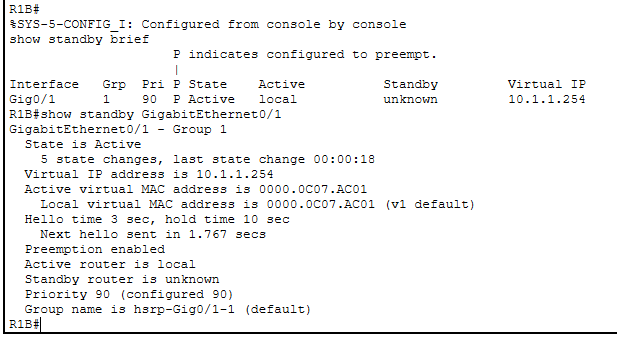 R1B#
%SYS-5-CONFIG_I: Configured from console by console
show standby brief
                     P indicates configured to preempt.
                     |
Interface   Grp  Pri P State    Active          Standby         Virtual IP
Gig0/1      1    90  P Active   local           unknown         10.1.1.254
R1B#show standby GigabitEthernet0/1
GigabitEthernet0/1 - Group 1
  State is Active
    5 state changes, last state change 00:00:18
  Virtual IP address is 10.1.1.254
  Active virtual MAC address is 0000.0C07.AC01
    Local virtual MAC address is 0000.0C07.AC01 (v1 default)
  Hello time 3 sec, hold time 10 sec
    Next hello sent in 1.767 secs
  Preemption enabled
  Active router is local
  Standby router is unknown
  Priority 90 (configured 90)
  Group name is hsrp-Gig0/1-1 (default)
R1B#